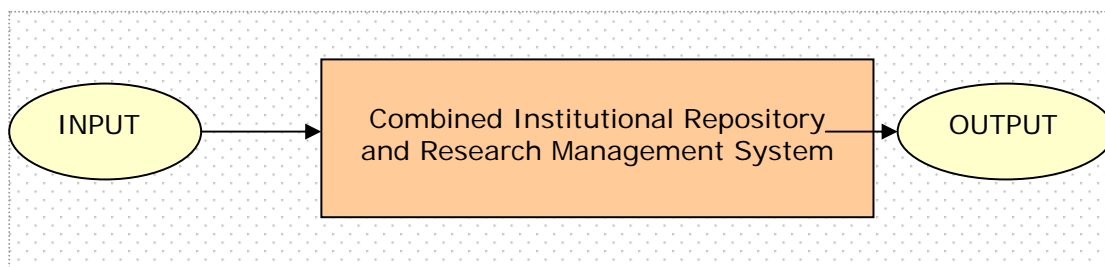 INPUT
Combined Institutional Repository
and Research Management System
OUTPUT